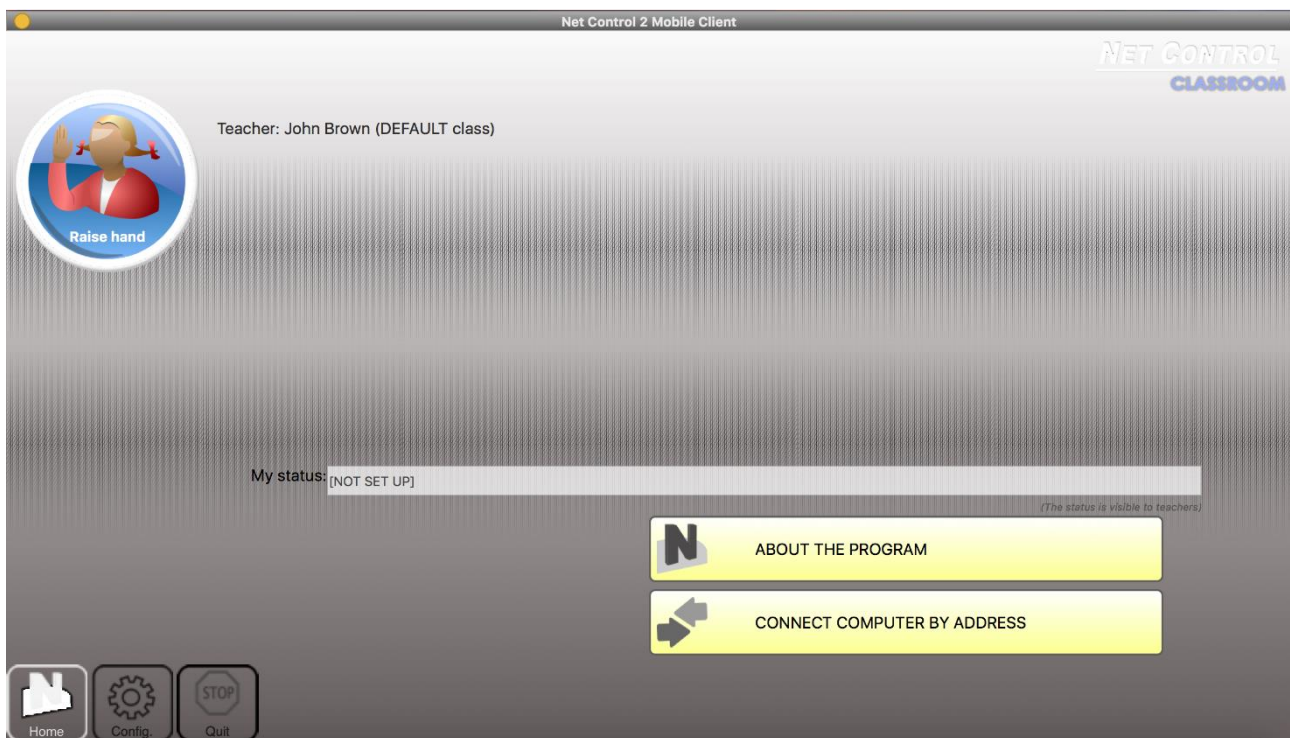 Net Control 2 Mobile Client
NET CONTROL
CLASSROOM
Teacher: John Brown (DEFAULT class)
Raise hand
My status: [NOT SET UP]
(The status is visible to teachers)
ABOUT THE PROGRAM
CONNECT COMPUTER BY ADDRESS
STOP
Home Config. Quit